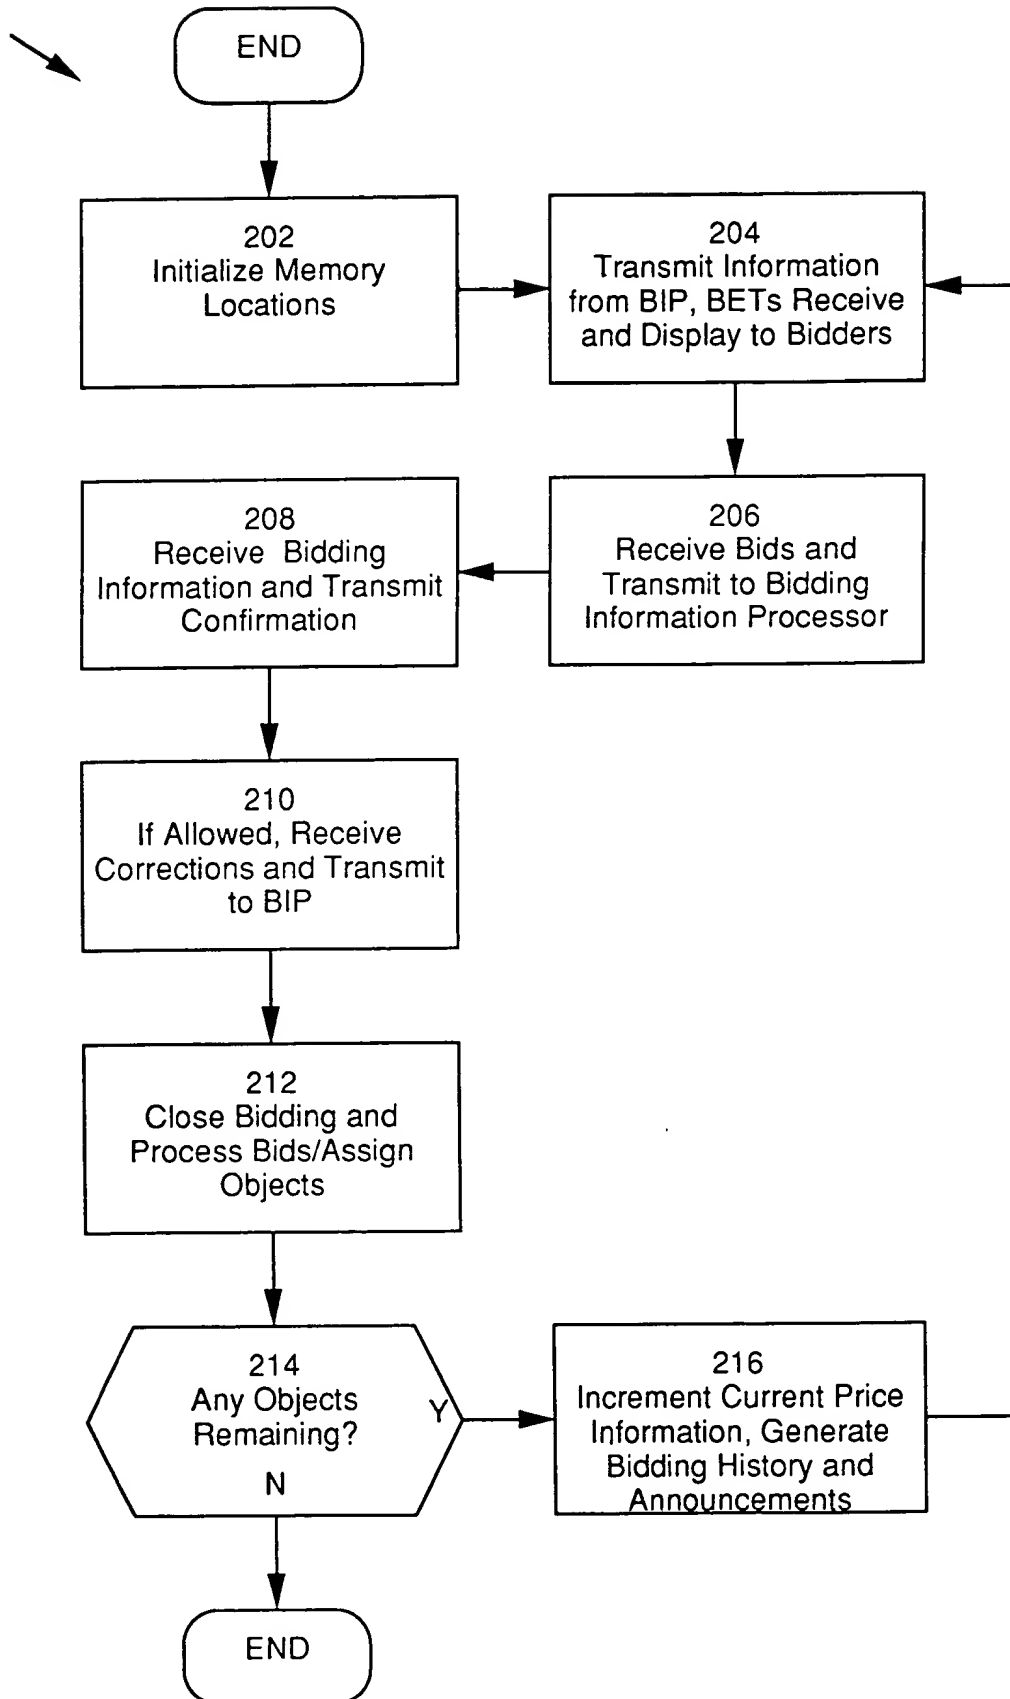 END
202
Initialize Memory
Locations
204
Transmit Information
from BIP, BETs Receive
and Display to Bidders
206
Receive Bids and
Transmit to Bidding
Information Processor
208
Receive Bidding
Information and Transmit
Confirmation
210
If Allowed, Receive
Corrections and Transmit
to BIP
212
Close Bidding and
Process Bids/Assign
Objects
214
Any Objects
Remaining?
Y
N
216
Increment Current Price
Information, Generate
Bidding History and
Announcements
END